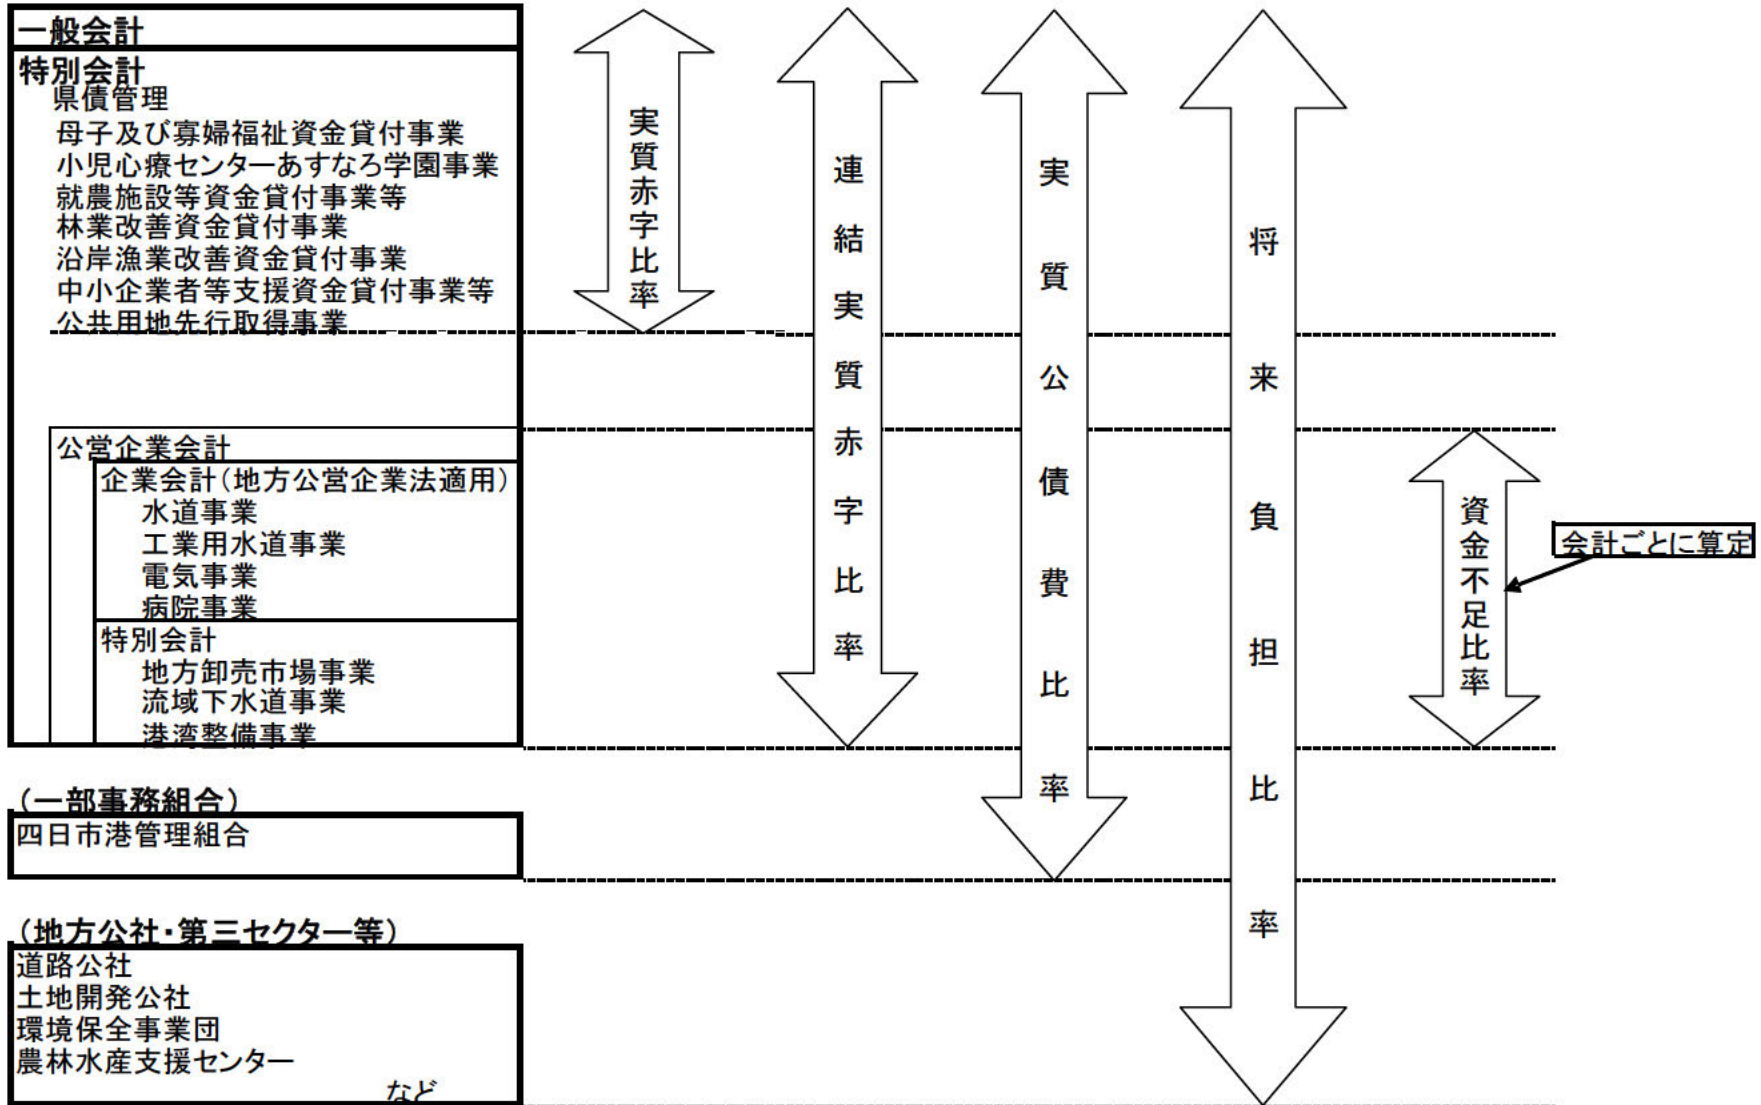 一般会計
特別会計
県債管理
母子及び寡婦福祉資金貸付事業
小児心療センターあすなろ学園事業
就農施設等資金貸付事業等
林業改善資金貸付事業
沿岸漁業改善資金貸付事業
中小企業者等支援資金貸付事業等
公共用地先行取得事業
公営企業会計
企業会計(地方公営企業法適用)
水道事業
工業用水道事業
電気事業
病院事業
特別会計
地方卸売市場事業
流域下水道事業
港湾整備事業
(一部事務組合)
四日市港管理組合
(地方公社・第三セクター等)
道路公社
土地開発公社
環境保全事業団
農林水産支援センター
など
実質赤字比率
連結実質赤字比率
実質公債費比率
将来負担比率
資金不足比率
会計ごとに算定